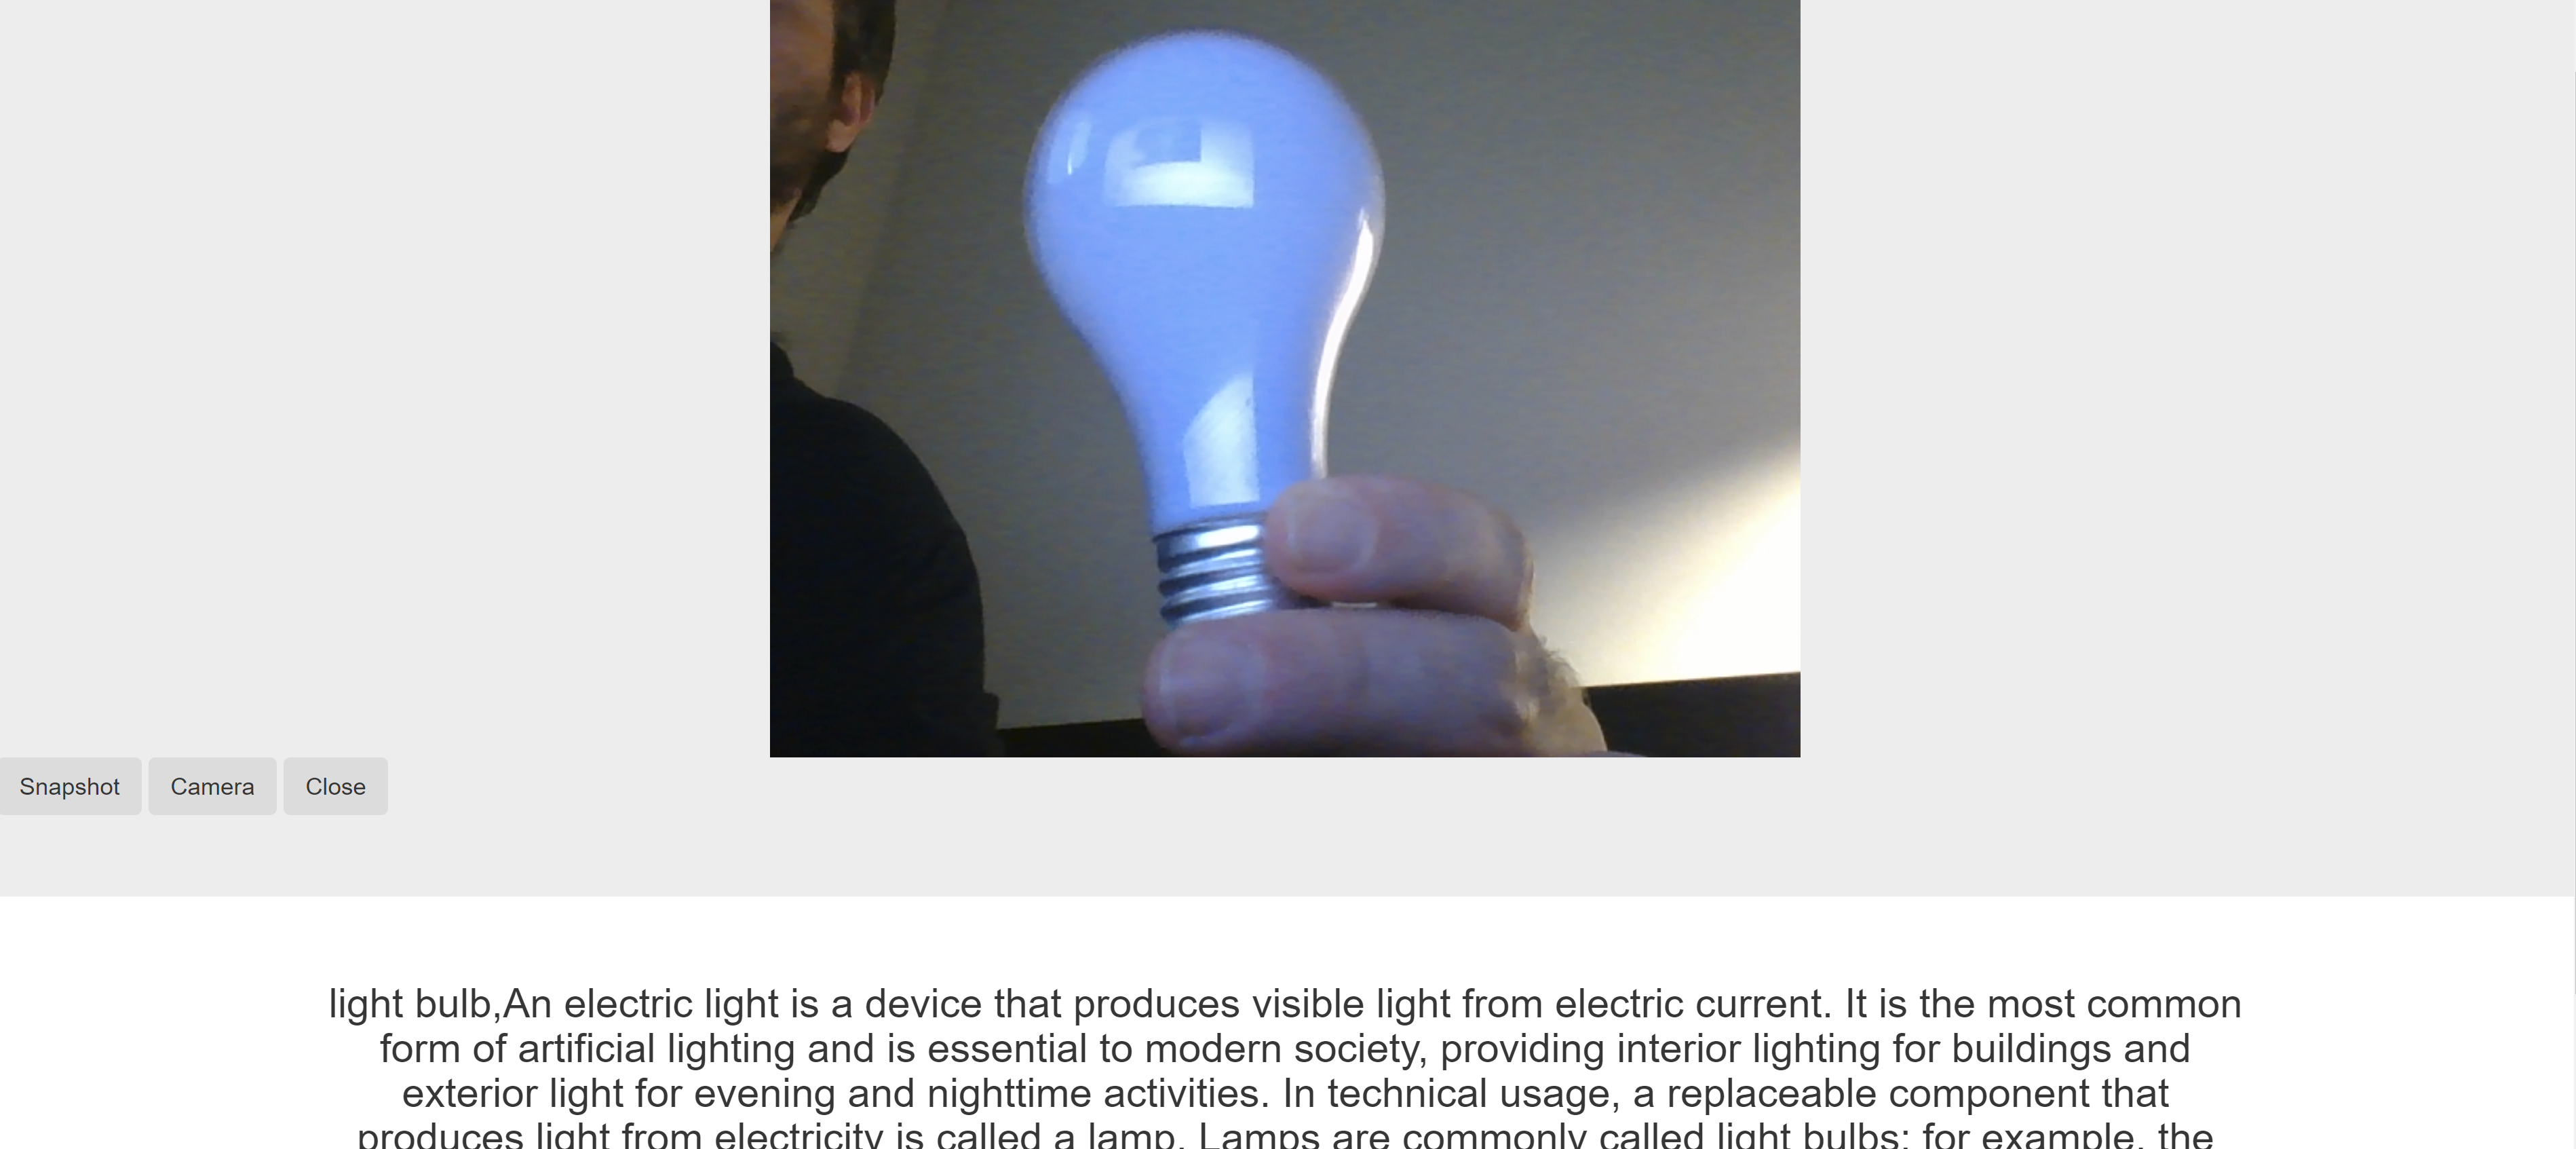 Snapshot Camera Close
light bulb,An electric light is a device that produces visible light from electric current. It is the most common
form of artificial lighting and is essential to modern society, providing interior lighting for buildings and
exterior light for evening and nighttime activities. In technical usage, a replaceable component that
produces light from electricity is called a lamp. Lamps are commonly called light bulbs; for example, the